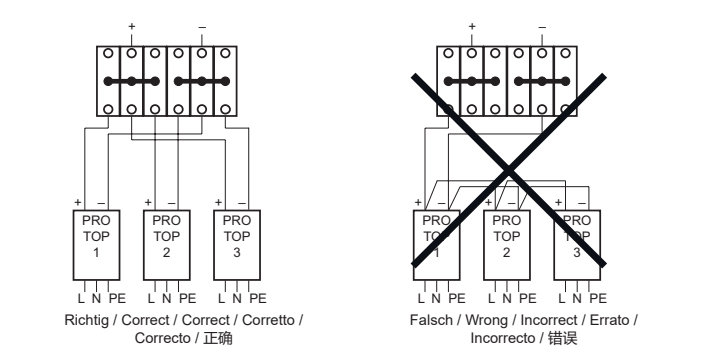 + –
+ –
+ – + – + –
+ – + – + –
PRO TOP 1
PRO TOP 2
PRO TOP 3
PRO TOP 1
PRO TOP 2
PRO TOP 3
L N PE L N PE L N PE
L N PE L N PE L N PE
Richtig / Correct / Correct / Corretto /
Correcto / 正确
Falsch / Wrong / Incorrect / Errato /
Incorrecto / 错误